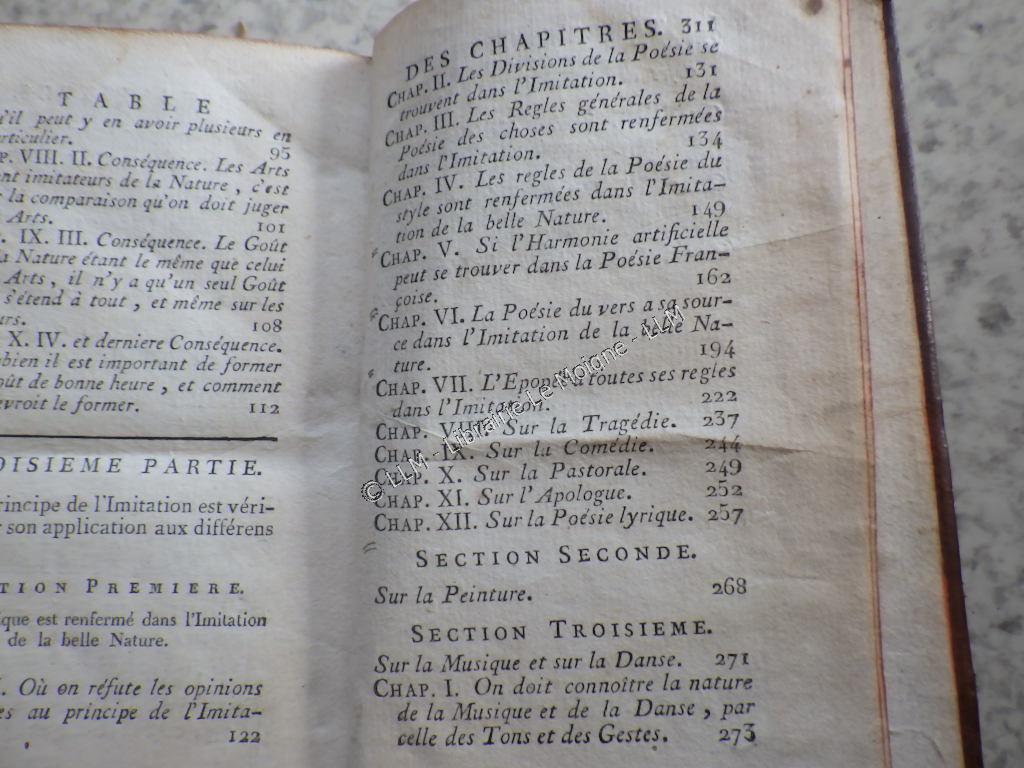 TABLE
'il peut y en avoir plusieurs en
rticulier. 95
P. VIII. II. Conséquence. Les Arts
nt imitateurs de la Nature, c'est
la comparaison qu'on doit juger
Arts. 101
. IX. III. Conséquence. Le Goût
a Nature étant le même que celui
Arts, il n'y a qu'un seul Goût
s'étend à tout, et même sur les
urs. 108
X. IV. et derniere Conséquence.
bien il est important de former
oût de bonne heure, et comment
evroit le former. 112
OISIEME PARTIE.
rincipe de l'Imitation est véri-
r son application aux différens
TION PREMIERE.
que est renfermé dans l'Imitation
de la belle Nature.
I. Où on réfute les opinions
es au principe de l'Imita-
122
DES CHAPITRES. 311
CHAP. II. Les Divisions de la Poésie se
trouvent dans l'Imitation. 131
CHAP. III. Les Regles générales de la
Poésie des choses sont renfermées
dans l'Imitation. 134
CHAP. IV. Les regles de la Poésie du
style sont renfermées dans l'Imita-
tion de la belle Nature. 149
CHAP. V. Si l'Harmonie artificielle
peut se trouver dans la Poésie Fran-
çoise. 162
CHAP. VI. La Poésie du vers a sa sour-
ce dans l'Imitation de la belle Na-
ture. 194
CHAP. VII. L'Epopée a toutes ses regles
dans l'Imitation. 222
CHAP. VIII. Sur la Tragédie. 237
CHAP. IX. Sur la Comédie. 244
CHAP. X. Sur la Pastorale. 249
CHAP. XI. Sur l'Apologue. 252
CHAP. XII. Sur la Poésie lyrique. 257
SECTION SECONDE.
Sur la Peinture. 268
SECTION TROISIEME.
Sur la Musique et sur la Danse. 271
CHAP. I. On doit connoître la nature
de la Musique et de la Danse, par
celle des Tons et des Gestes. 273
© LLM - Librairie Le Moigne - LLM